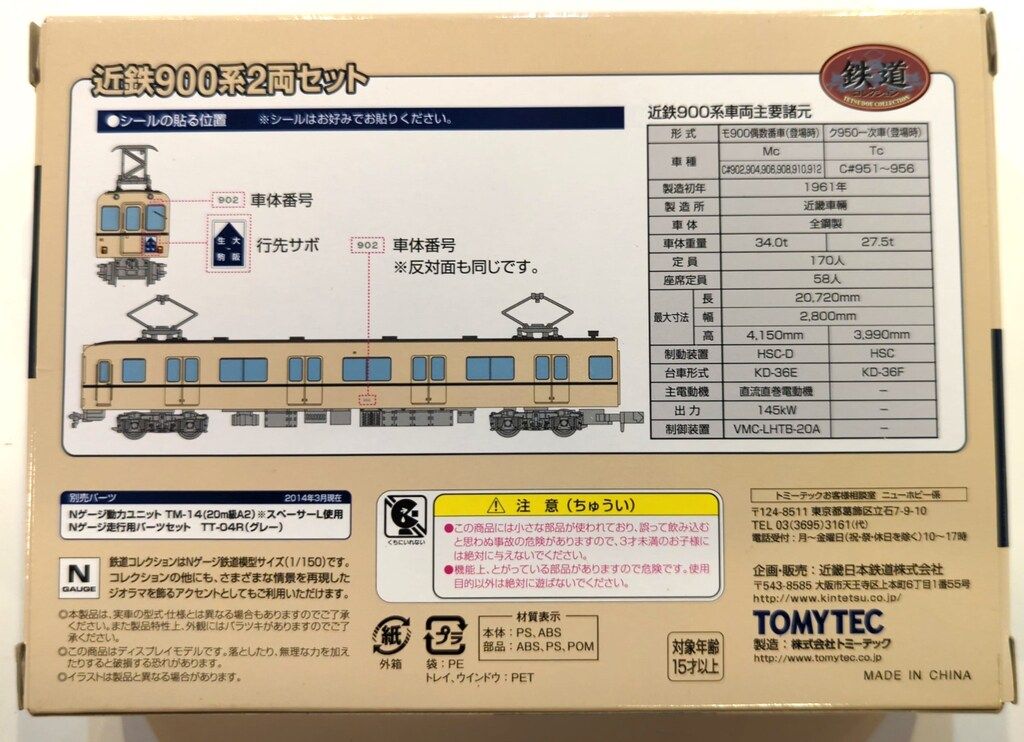 近鉄900系2両セット
鉄道
コレクション
TETSUDOU COLLECTION
●シールの貼る位置 ※シールはお好みでお貼りください。
902 車体番号
生駒-大阪 行先サボ
902 車体番号
※反対面も同じです。
近鉄900系車両主要諸元
形式 モ900偶数番車(登場時) ク950一次車(登場時)
車種 Mc Tc
C#902,904,906,908,910,912 C#951~956
製造初年 1961年
製造所 近畿車輛
車体 全鋼製
車体重量 34.0t 27.5t
定員 170人
座席定員 58人
最大寸法 長 20,720mm
幅 2,800mm
高 4,150mm 3,990mm
制動装置 HSC-D HSC
台車形式 KD-36E KD-36F
主電動機 直流直巻電動機 −
出力 145kW −
制御装置 VMC-LHTB-20A −
別売パーツ 2014年3月現在
Nゲージ動力ユニット TM-14(20m級A2)※スペーサーL使用
Nゲージ走行用パーツセット TT-04R(グレー)
N GAUGE
鉄道コレクションはNゲージ鉄道模型サイズ(1/150)です。
コレクションの他にも、さまざまな情景を再現した
ジオラマを飾るアクセントとしてもご利用いただけます。
◎本製品は、実車の型式・仕様とは異なる場合もありますのでご了承
ください。また製品特性上、外観にはバラツキがありますのでご了
承ください。
◎この商品はディスプレイモデルです。落としたり、無理な力を加え
たりすると破損する恐れがあります。
◎イラストは製品と異なる場合があります。
くちにいれない
注意(ちゅうい)
●この商品には小さな部品が使われており、誤って飲み込む
と思わぬ事故の危険がありますので、3才未満のお子様に
は絶対に与えないでください。
●機能上、とがっている部品がありますので危険です。使用
目的以外は絶対に遊ばないでください。
紙
外箱
プラ
袋:PE
トレイ、ウインドウ:PET
材質表示
本体:PS、ABS
部品:ABS、PS、POM
対象年齢
15才以上
トミーテックお客様相談室 ニューホビー係
〒124-8511 東京都葛飾区立石7-9-10
TEL 03(3695)3161(代)
電話受付:月~金曜日(祝・祭・休日を除く)10~17時
企画・販売:近畿日本鉄道株式会社
〒543-8585 大阪市天王寺区上本町6丁目1番55号
http://www.kintetsu.co.jp/
TOMYTEC
製造:株式会社トミーテック
http://www.tomytec.co.jp
MADE IN CHINA